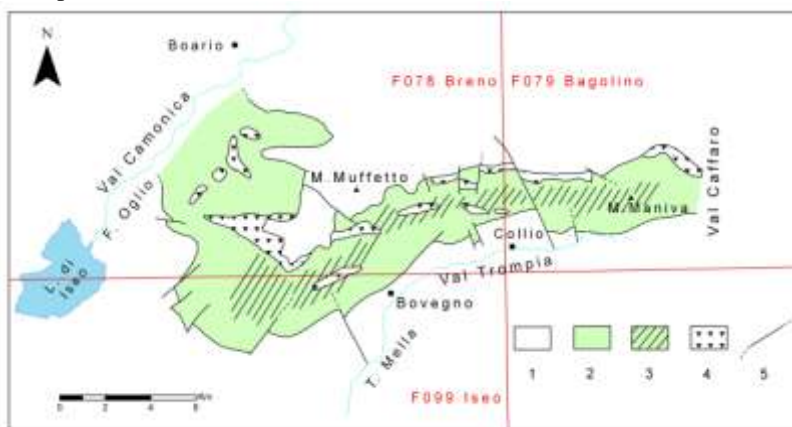 N
Boario
F078 Breno
F079 Bagolino
Val Camonica
F. Oglio
M. Muffetto
Val Caffaro
M. Maniva
Collio
Val Trompia
L. di Iseo
Bovegno
T. Mella
1 2 3 4 5
0 2 4 6
F099 Iseo